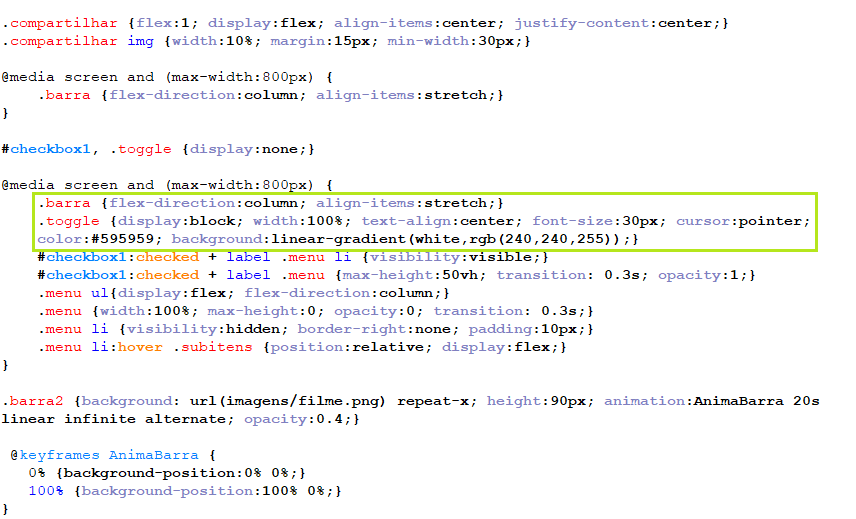 .compartilhar {flex:1; display:flex; align-items:center; justify-content:center;}
.compartilhar img {width:10%; margin:15px; min-width:30px;}
@media screen and (max-width:800px) {
.barra {flex-direction:column; align-items:stretch;}
}
#checkbox1, .toggle {display:none;}
@media screen and (max-width:800px) {
.barra {flex-direction:column; align-items:stretch;}
.toggle {display:block; width:100%; text-align:center; font-size:30px; cursor:pointer;
color:#595959; background:linear-gradient(white,rgb(240,240,255));}
#checkbox1:checked + label .menu li {visibility:visible;}
#checkbox1:checked + label .menu {max-height:50vh; transition: 0.3s; opacity:1;}
.menu ul{display:flex; flex-direction:column;}
.menu {width:100%; max-height:0; opacity:0; transition: 0.3s;}
.menu li {visibility:hidden; border-right:none; padding:10px;}
.menu li:hover .subitens {position:relative; display:flex;}
}
.barra2 {background: url(imagens/filme.png) repeat-x; height:90px; animation:AnimaBarra 20s
linear infinite alternate; opacity:0.4;}
@keyframes AnimaBarra {
0% {background-position:0% 0%;}
100% {background-position:100% 0%;}
}